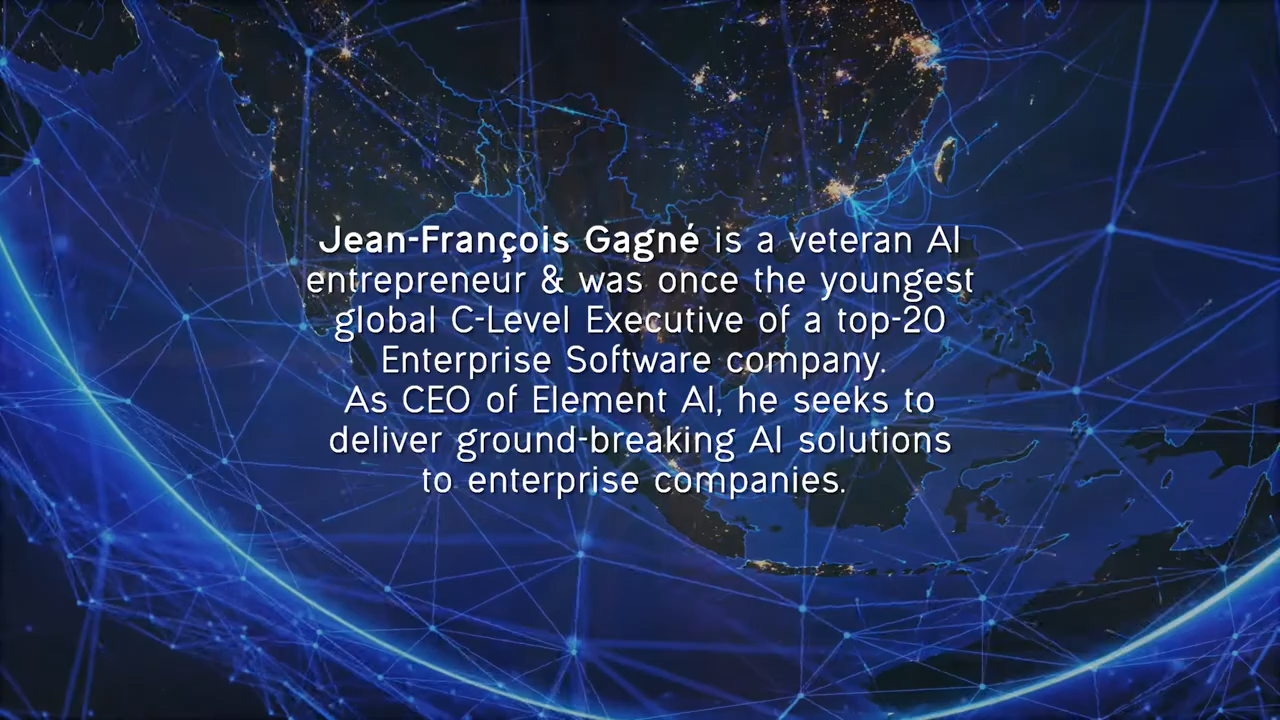 Jean-François Gagné is a veteran AI
entrepreneur & was once the youngest
global C-Level Executive of a top-20
Enterprise Software company.
As CEO of Element AI, he seeks to
deliver ground-breaking AI solutions
to enterprise companies.